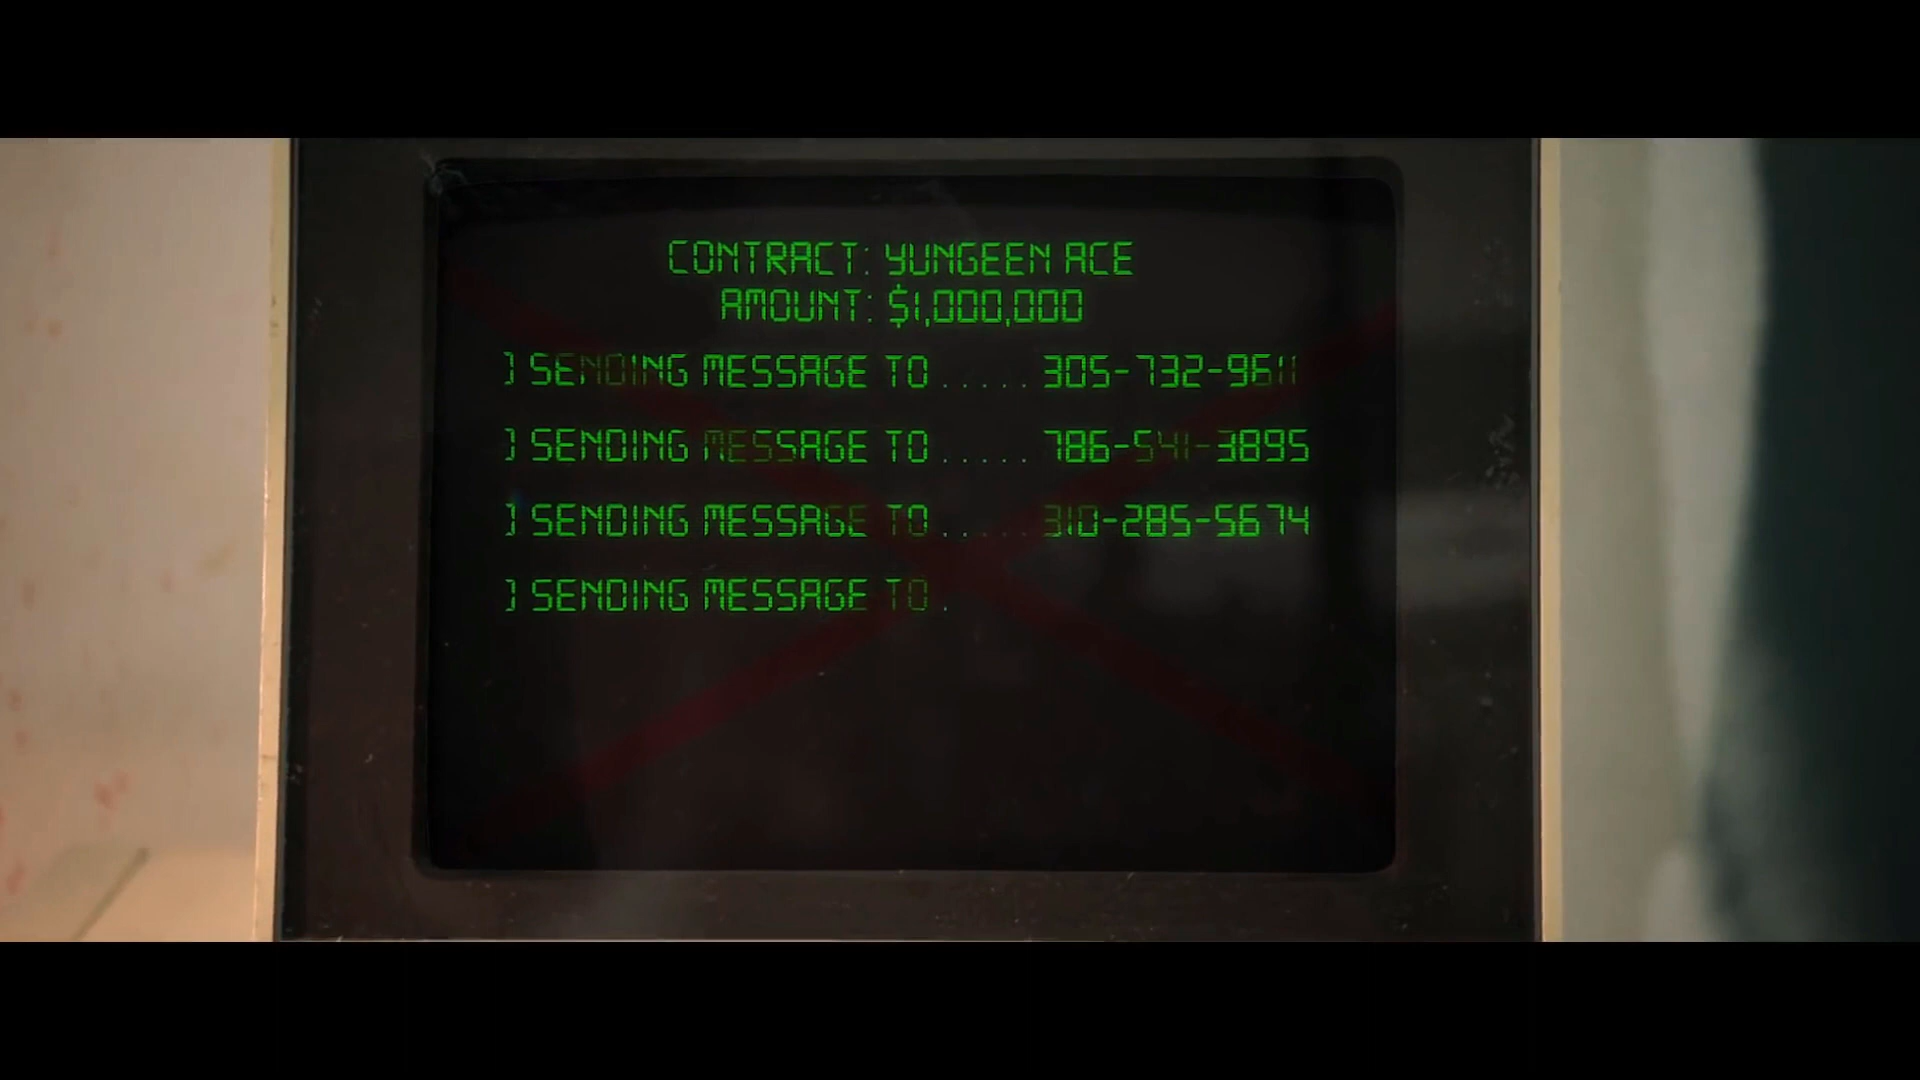 CONTRACT: YUNGEEN ACE
AMOUNT: $1,000,000
] SENDING MESSAGE TO ..... 305-732-9611
] SENDING MESSAGE TO ..... 786-541-3895
] SENDING MESSAGE TO ..... 310-285-5674
] SENDING MESSAGE TO .